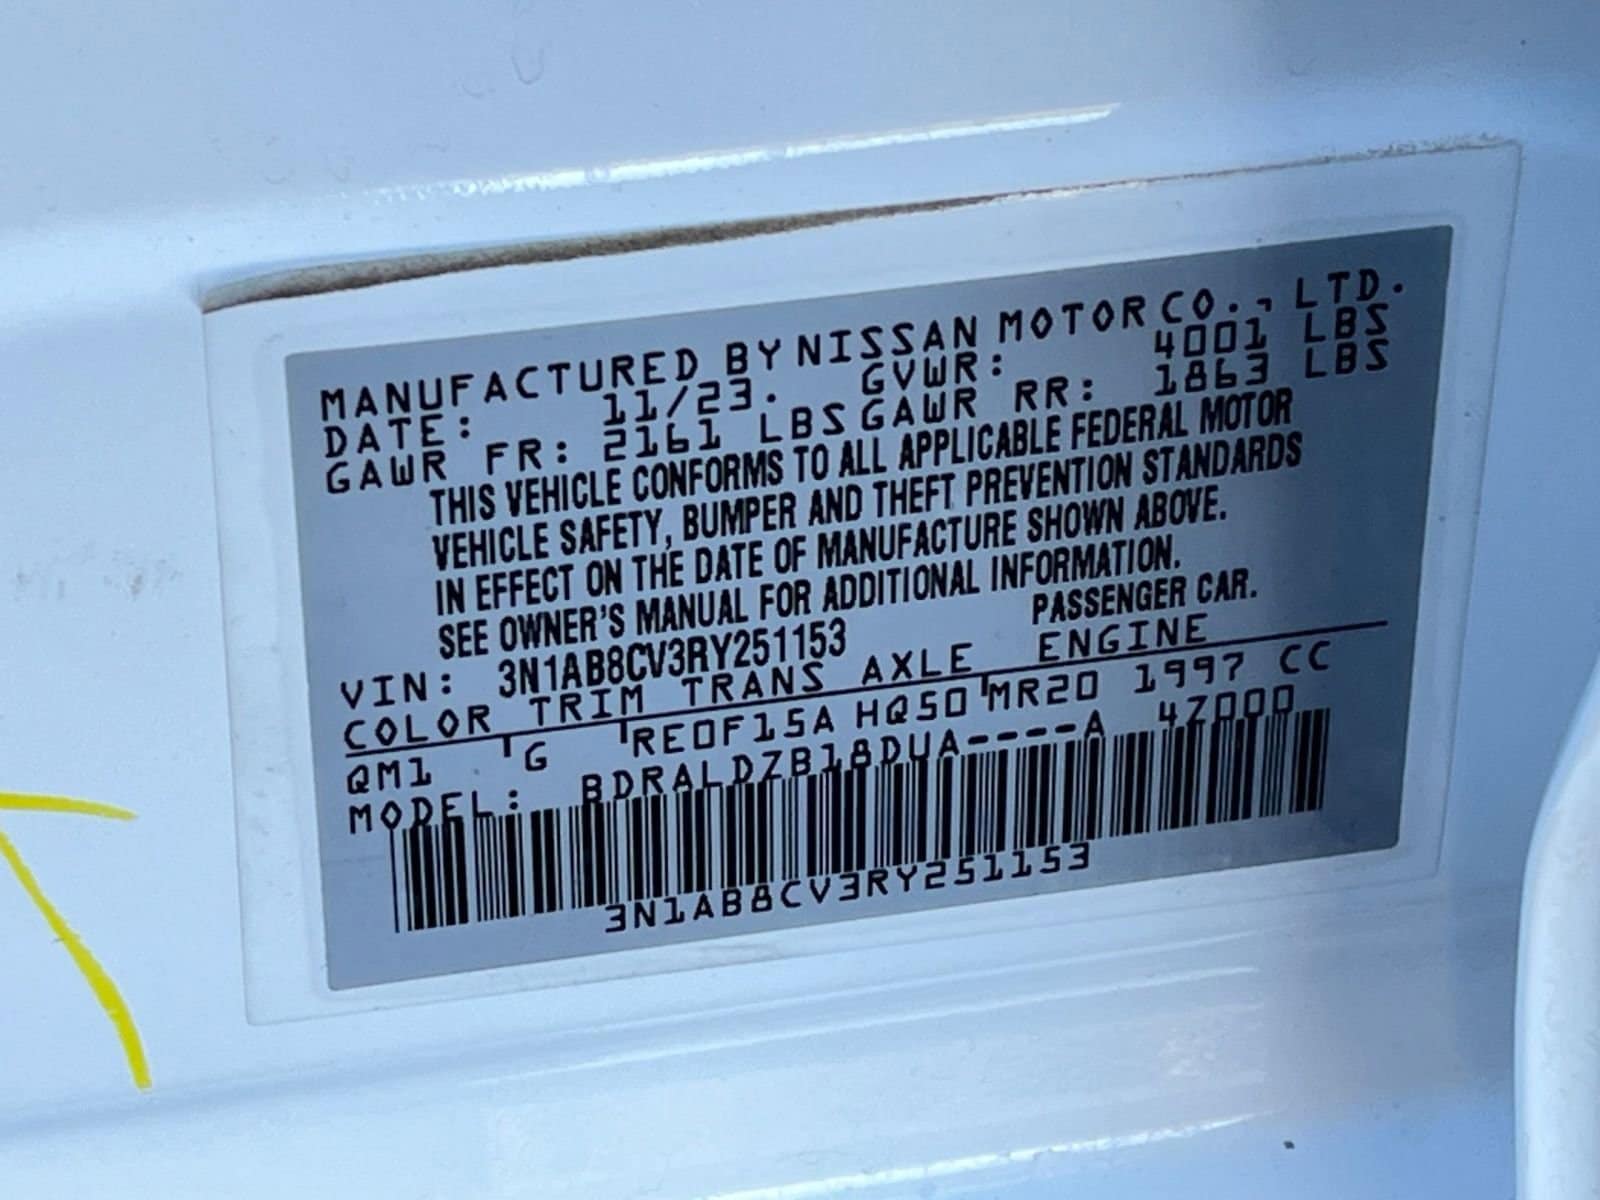 MANUFACTURED BY NISSAN MOTOR CO., LTD.
DATE: 11/23. GVWR: 4001 LBS
GAWR FR: 2161 LBS GAWR RR: 1863 LBS
THIS VEHICLE CONFORMS TO ALL APPLICABLE FEDERAL MOTOR
VEHICLE SAFETY, BUMPER AND THEFT PREVENTION STANDARDS
IN EFFECT ON THE DATE OF MANUFACTURE SHOWN ABOVE.
SEE OWNER'S MANUAL FOR ADDITIONAL INFORMATION.
VIN: 3N1AB8CV3RY251153 PASSENGER CAR.
COLOR TRIM TRANS AXLE ENGINE
QM1 G RE0F15A HQ50 MR20 1997 CC
MODEL: BDRALDZB18DUA----A 4Z000
3N1AB8CV3RY251153